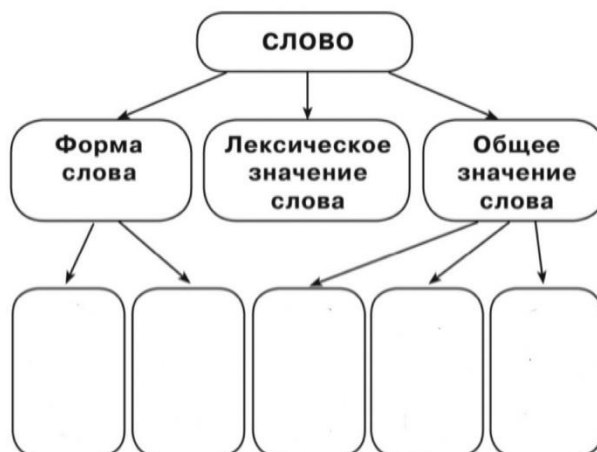 СЛОВО
Форма
слова
Лексическое
значение
слова
Общее
значение
слова